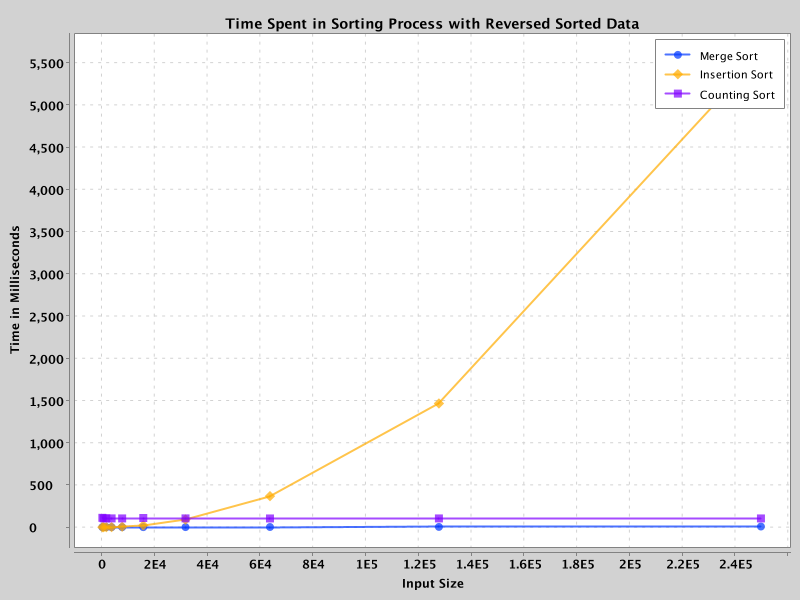 Time Spent in Sorting Process with Reversed Sorted Data
Merge Sort
Insertion Sort
Counting Sort
Time in Milliseconds
5,500
5,000
4,500
4,000
3,500
3,000
2,500
2,000
1,500
1,000
500
0
0 2E4 4E4 6E4 8E4 1E5 1.2E5 1.4E5 1.6E5 1.8E5 2E5 2.2E5 2.4E5
Input Size